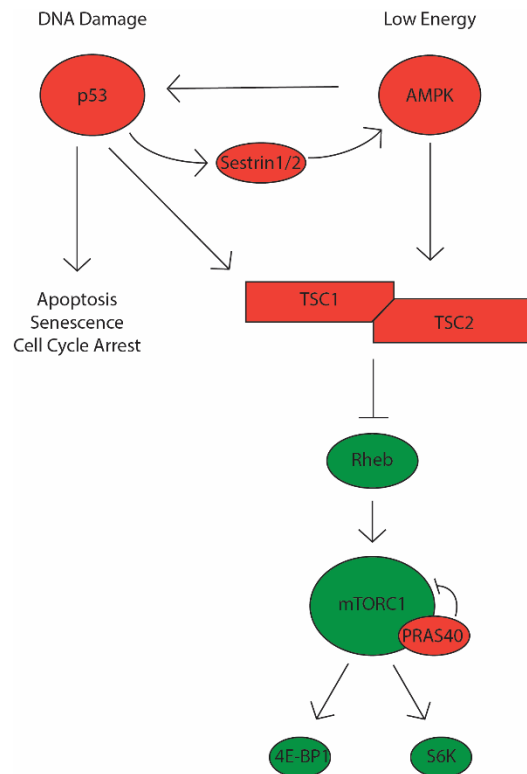 DNA Damage
Low Energy
p53
AMPK
Sestrin1/2
Apoptosis
Senescence
Cell Cycle Arrest
TSC1
TSC2
Rheb
mTORC1
PRAS40
4E-BP1
S6K